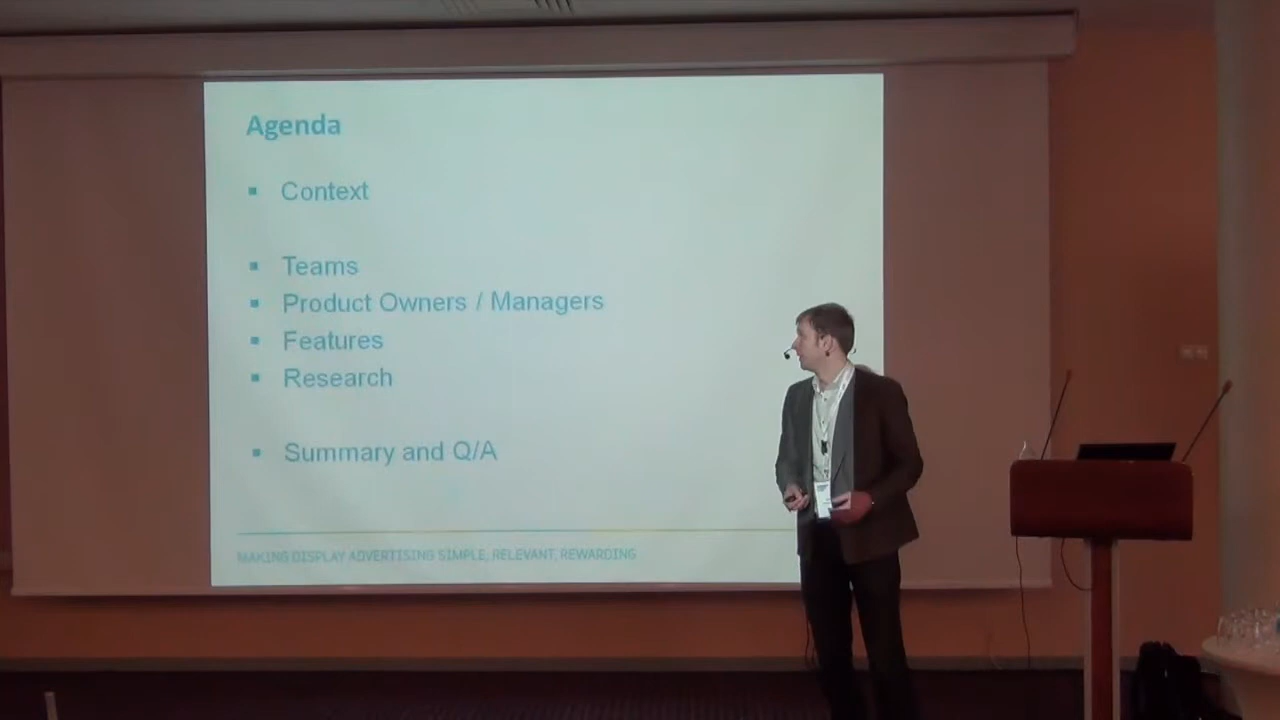 Agenda
Context
Teams
Product Owners / Managers
Features
Research
Summary and Q/A
MAKING DISPLAY ADVERTISING SIMPLE, RELEVANT, REWARDING